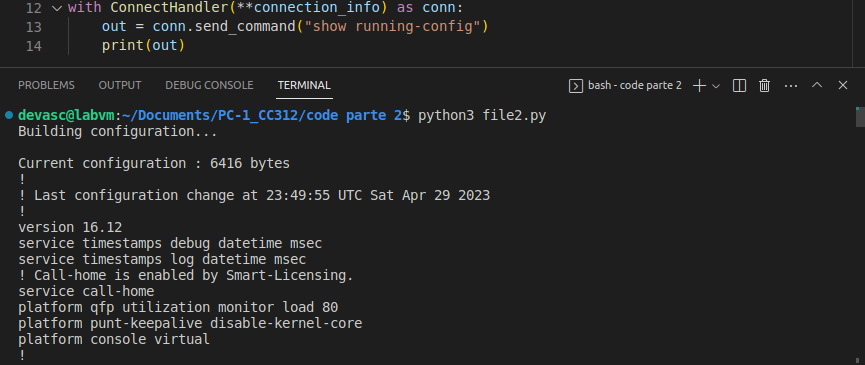 12 with ConnectHandler(**connection_info) as conn:
13     out = conn.send_command("show running-config")
14     print(out)
PROBLEMS OUTPUT DEBUG CONSOLE TERMINAL bash - code parte 2
devasc@labvm:~/Documents/PC-1_CC312/code parte 2$ python3 file2.py
Building configuration...
Current configuration : 6416 bytes
!
! Last configuration change at 23:49:55 UTC Sat Apr 29 2023
!
version 16.12
service timestamps debug datetime msec
service timestamps log datetime msec
! Call-home is enabled by Smart-Licensing.
service call-home
platform qfp utilization monitor load 80
platform punt-keepalive disable-kernel-core
platform console virtual
!